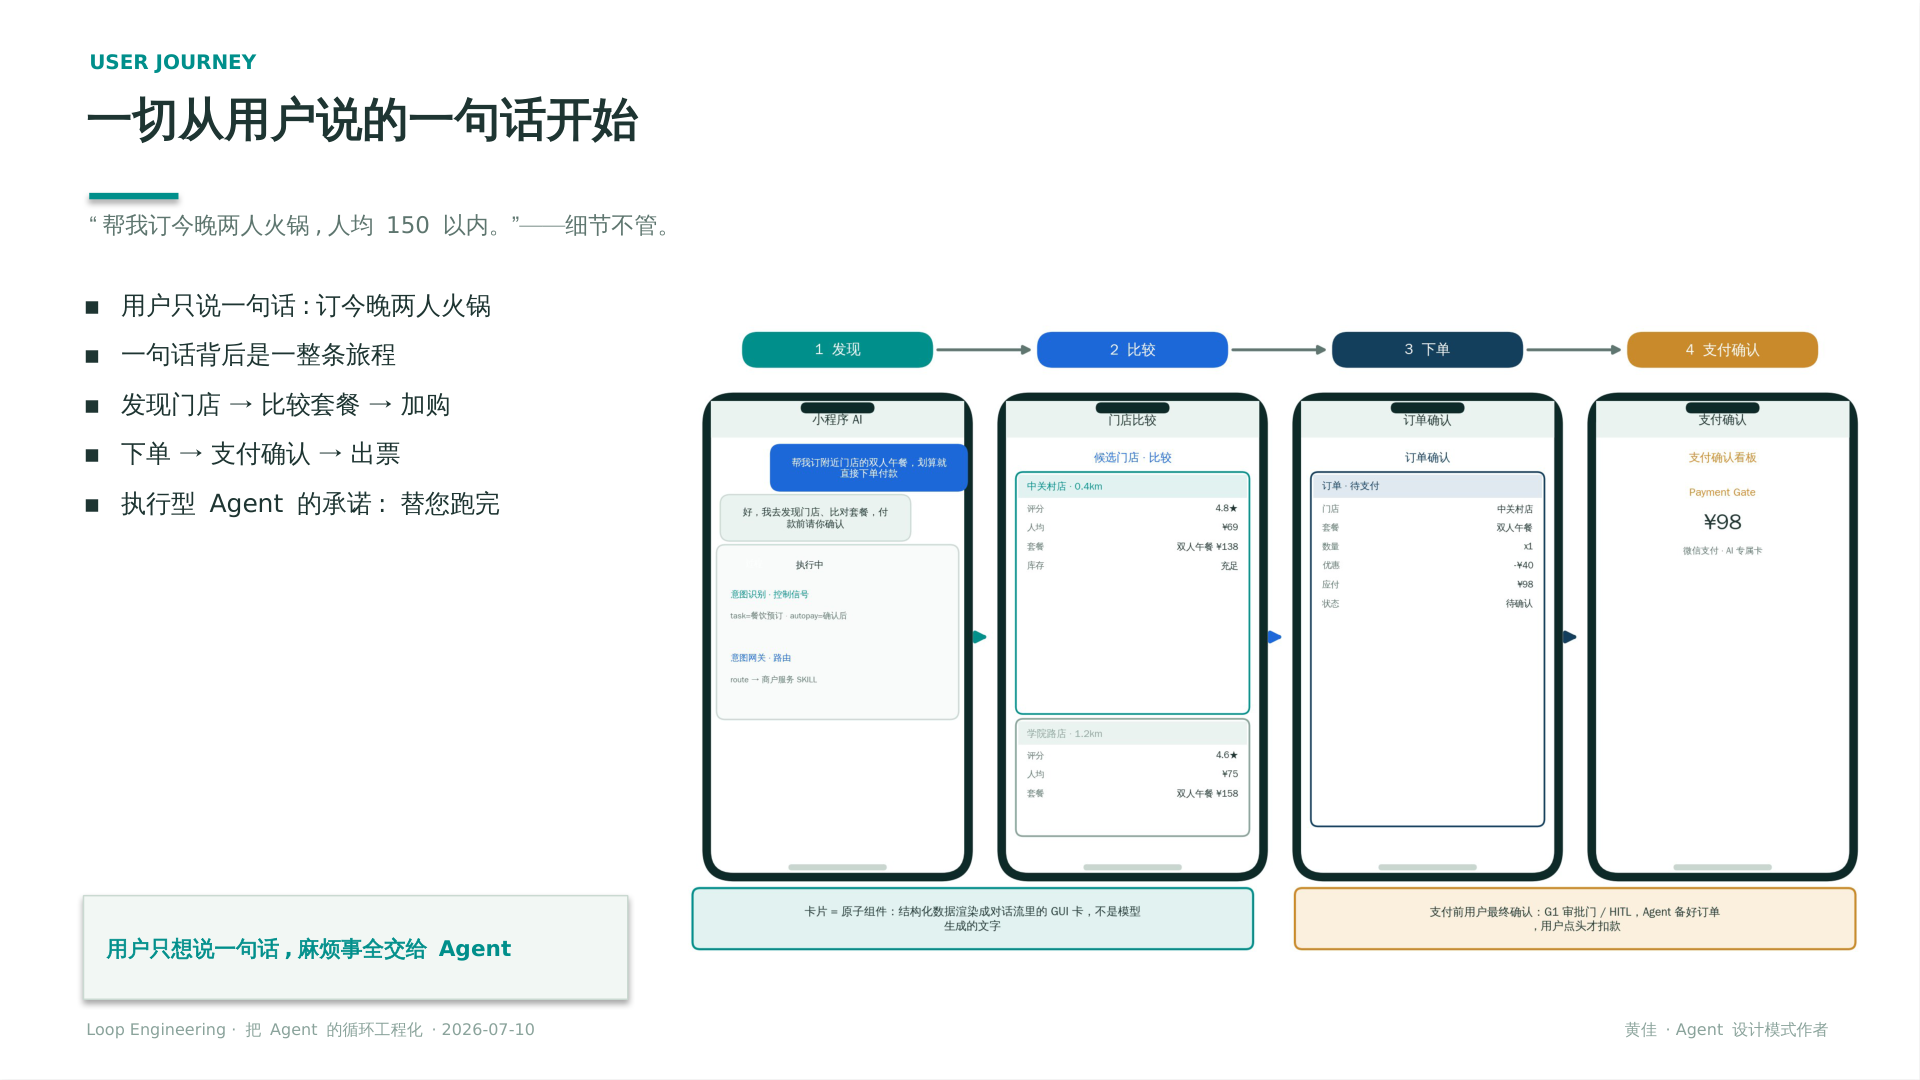 USER JOURNEY
一切从用户说的一句话开始
“帮我订今晚两人火锅,人均 150 以内。”——细节不管。
■ 用户只说一句话:订今晚两人火锅
■ 一句话背后是一整条旅程
■ 发现门店 → 比较套餐 → 加购
■ 下单 → 支付确认 → 出票
■ 执行型 Agent 的承诺: 替您跑完
用户只想说一句话,麻烦事全交给 Agent
1 发现
2 比较
3 下单
4 支付确认
小程序 AI
帮我订附近门店的双人午餐,划算就
直接下单付款
好,我去发现门店、比对套餐,付
款前请你确认
执行中
意图识别 · 控制信号
task=餐饮预订 · autopay=确认后
意图网关 · 路由
route → 商户服务 SKILL
门店比较
候选门店 · 比较
中关村店 · 0.4km
评分 4.8★
人均 ¥69
套餐 双人午餐 ¥138
库存 充足
学院路店 · 1.2km
评分 4.6★
人均 ¥75
套餐 双人午餐 ¥158
订单确认
订单确认
订单 · 待支付
门店 中关村店
套餐 双人午餐
数量 x1
优惠 -¥40
应付 ¥98
状态 待确认
支付确认
支付确认看板
Payment Gate
¥98
微信支付 · AI 专属卡
卡片 = 原子组件:结构化数据渲染成对话流里的 GUI 卡,不是模型
生成的文字
支付前用户最终确认:G1 审批门 / HITL,Agent 备好订单
,用户点头才扣款
Loop Engineering · 把 Agent 的循环工程化 · 2026-07-10
黄佳 · Agent 设计模式作者